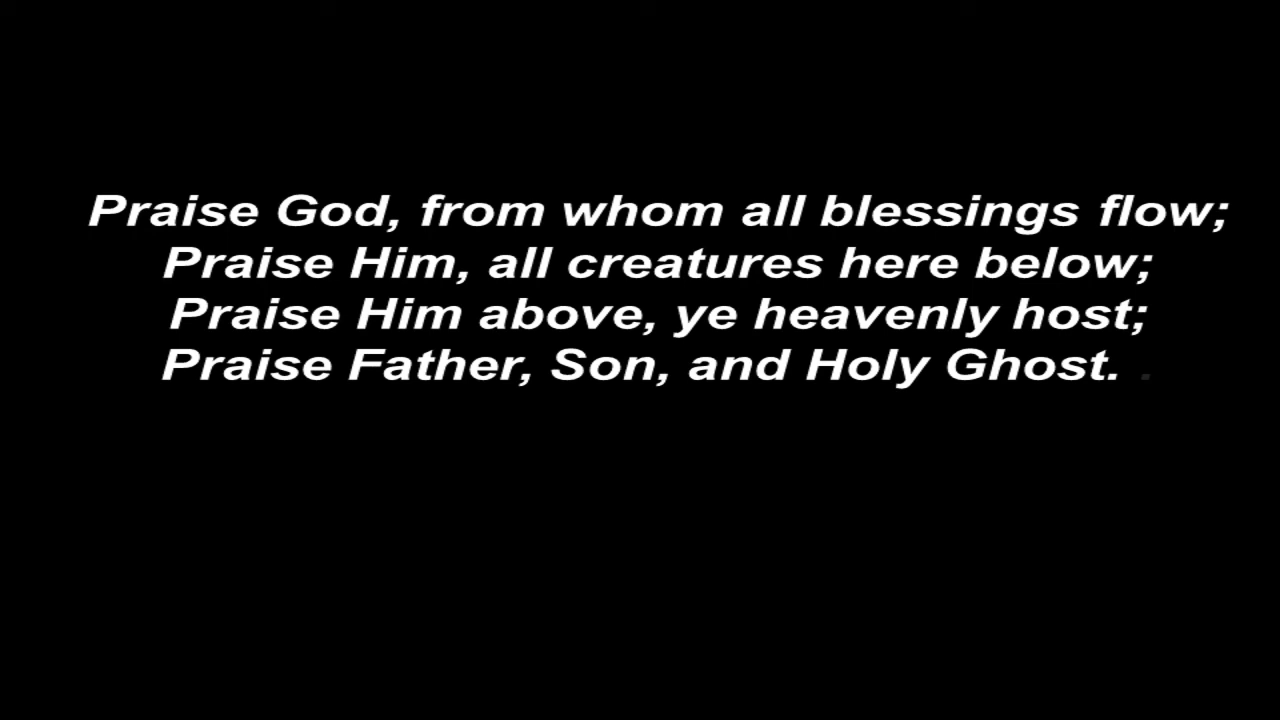 Praise God, from whom all blessings flow;
Praise Him, all creatures here below;
Praise Him above, ye heavenly host;
Praise Father, Son, and Holy Ghost. .